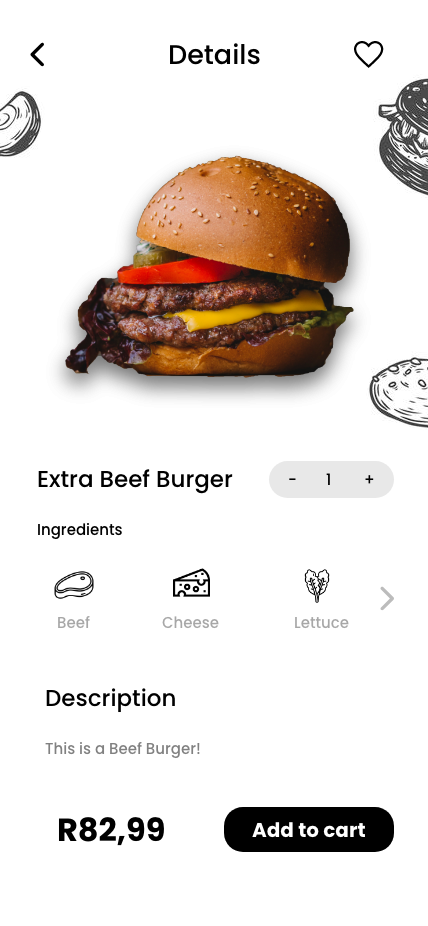 Details
Extra Beef Burger
- 1 +
Ingredients
Beef Cheese Lettuce
Description
This is a Beef Burger!
R82,99 Add to cart